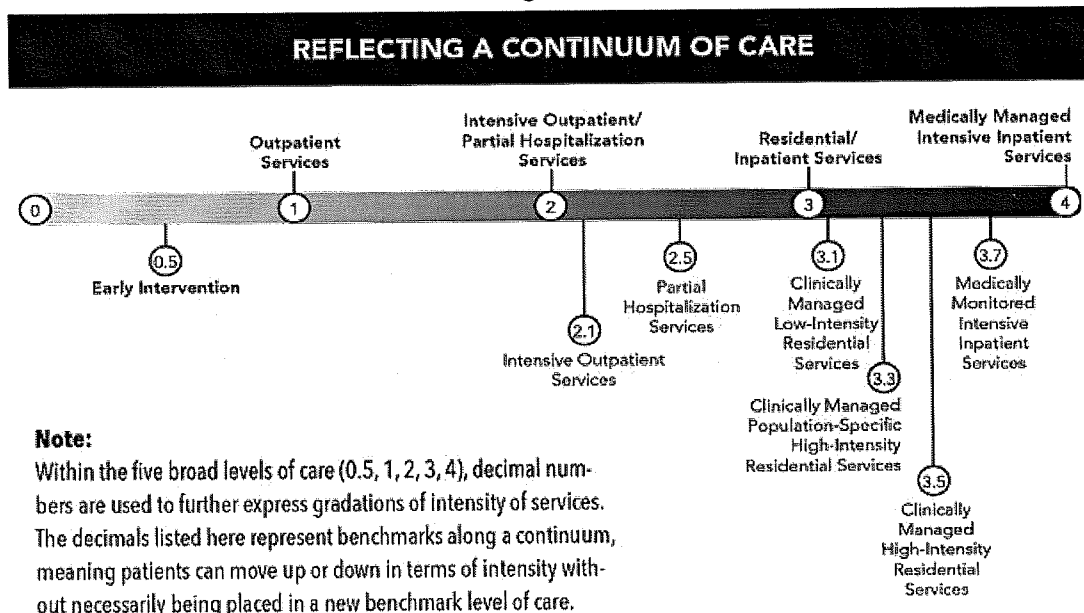 REFLECTING A CONTINUUM OF CARE
Outpatient
Services
Intensive Outpatient/
Partial Hospitalization
Services
Residential/
Inpatient Services
Medically Managed
Intensive Inpatient
Services
0
1
2
3
4
0.5
Early Intervention
2.1
Intensive Outpatient
Services
2.5
Partial
Hospitalization
Services
3.1
Clinically
Managed
Low-Intensity
Residential
Services
3.3
Clinically Managed
Population-Specific
High-Intensity
Residential Services
3.5
Clinically
Managed
High-Intensity
Residential
Services
3.7
Medically
Monitored
Intensive
Inpatient
Services
Note:
Within the five broad levels of care (0.5, 1, 2, 3, 4), decimal num-
bers are used to further express gradations of intensity of services.
The decimals listed here represent benchmarks along a continuum,
meaning patients can move up or down in terms of intensity with-
out necessarily being placed in a new benchmark level of care.